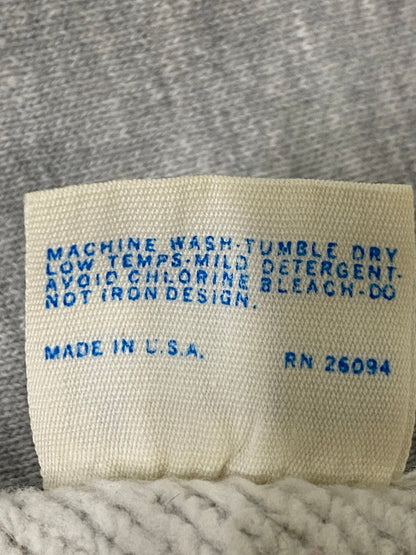 MACHINE WASH-TUMBLE DRY
LOW TEMPS-MILD DETERGENT-
AVOID CHLORINE BLEACH-DO
NOT IRON DESIGN.
MADE IN U.S.A. RN 26094